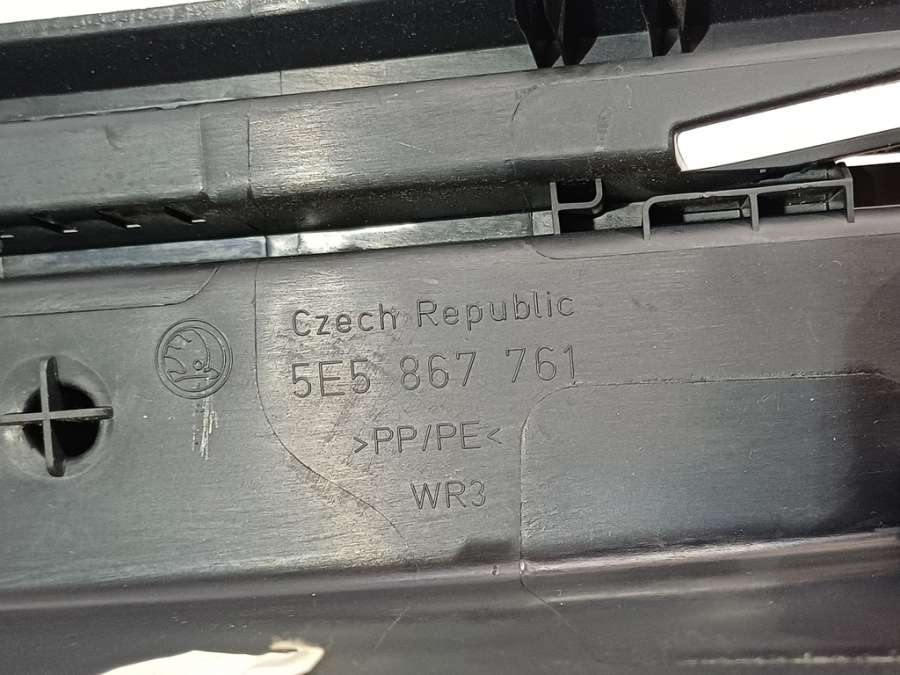 Czech Republic
5E5 867 761
>PP/PE<
WR3